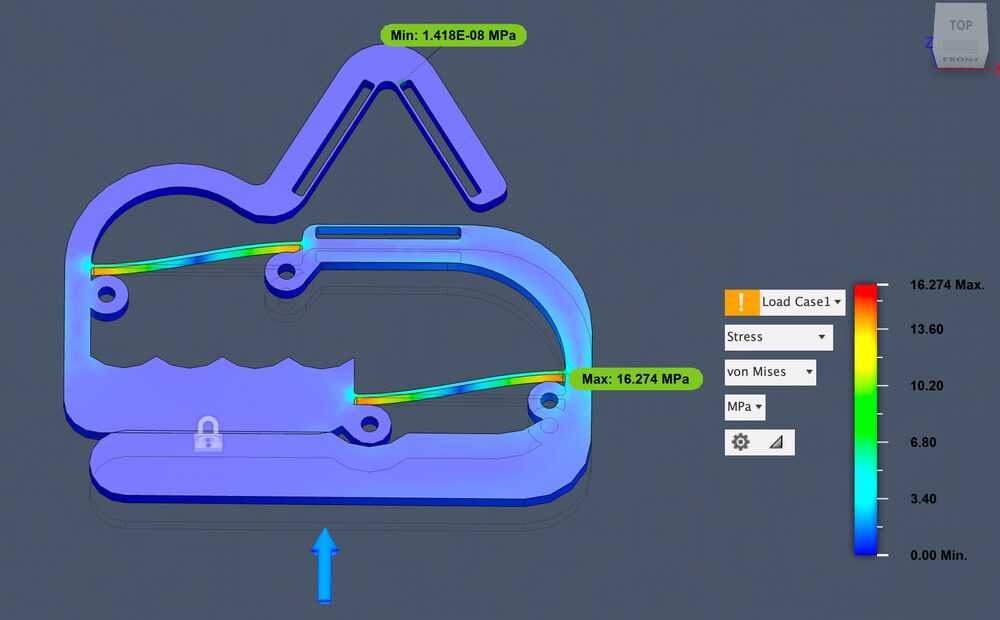 Min: 1.418E-08 MPa
TOP
Z
FRONT
Max: 16.274 MPa
! Load Case1
Stress
von Mises
MPa
16.274 Max.
13.60
10.20
6.80
3.40
0.00 Min.